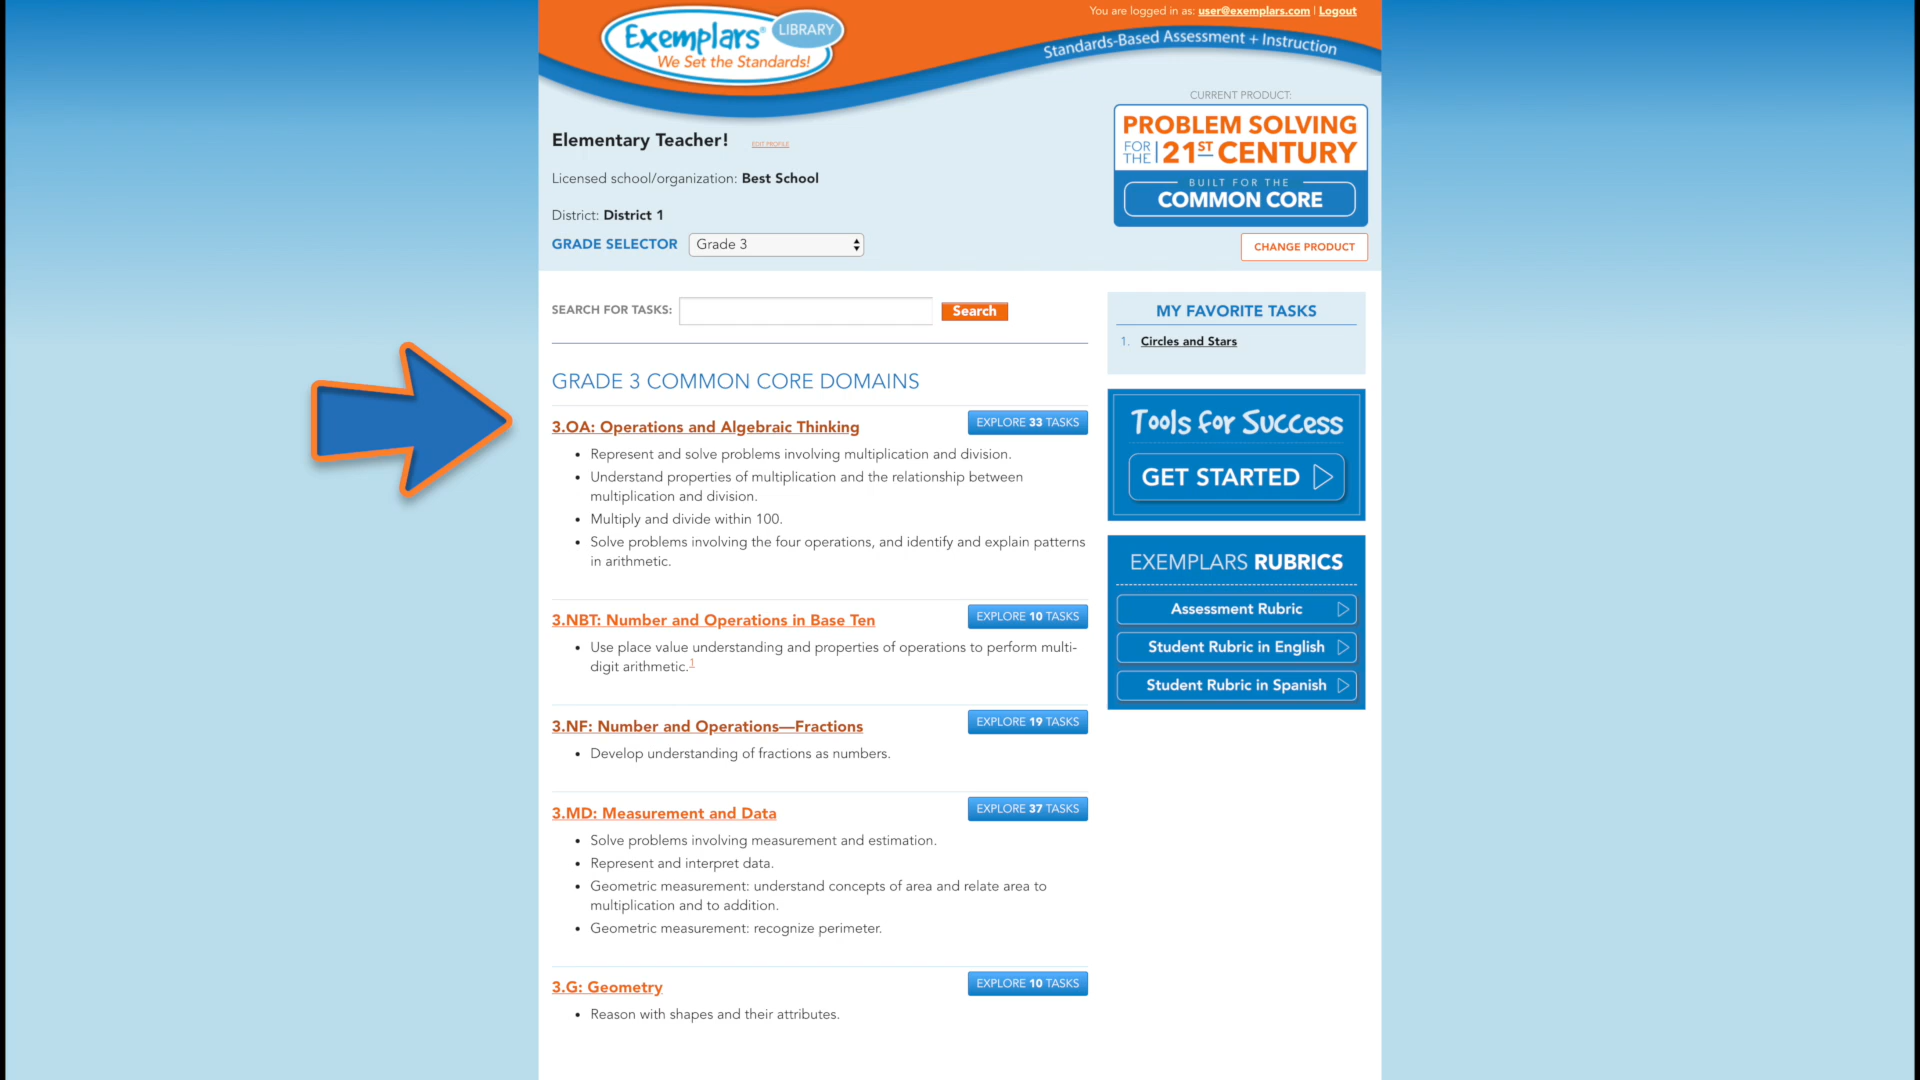 You are logged in as: user@exemplars.com | Logout
Exemplars® LIBRARY
We Set the Standards!
Standards-Based Assessment + Instruction
CURRENT PRODUCT:
PROBLEM SOLVING
FOR THE 21ST CENTURY
BUILT FOR THE
COMMON CORE
CHANGE PRODUCT
Elementary Teacher! EDIT PROFILE
Licensed school/organization: Best School
District: District 1
GRADE SELECTOR Grade 3
SEARCH FOR TASKS: Search
GRADE 3 COMMON CORE DOMAINS
3.OA: Operations and Algebraic Thinking EXPLORE 33 TASKS
• Represent and solve problems involving multiplication and division.
• Understand properties of multiplication and the relationship between
multiplication and division.
• Multiply and divide within 100.
• Solve problems involving the four operations, and identify and explain patterns
in arithmetic.
3.NBT: Number and Operations in Base Ten EXPLORE 10 TASKS
• Use place value understanding and properties of operations to perform multi-
digit arithmetic.1
3.NF: Number and Operations—Fractions EXPLORE 19 TASKS
• Develop understanding of fractions as numbers.
3.MD: Measurement and Data EXPLORE 37 TASKS
• Solve problems involving measurement and estimation.
• Represent and interpret data.
• Geometric measurement: understand concepts of area and relate area to
multiplication and to addition.
• Geometric measurement: recognize perimeter.
3.G: Geometry EXPLORE 10 TASKS
• Reason with shapes and their attributes.
MY FAVORITE TASKS
1. Circles and Stars
Tools for Success
GET STARTED
EXEMPLARS RUBRICS
Assessment Rubric
Student Rubric in English
Student Rubric in Spanish